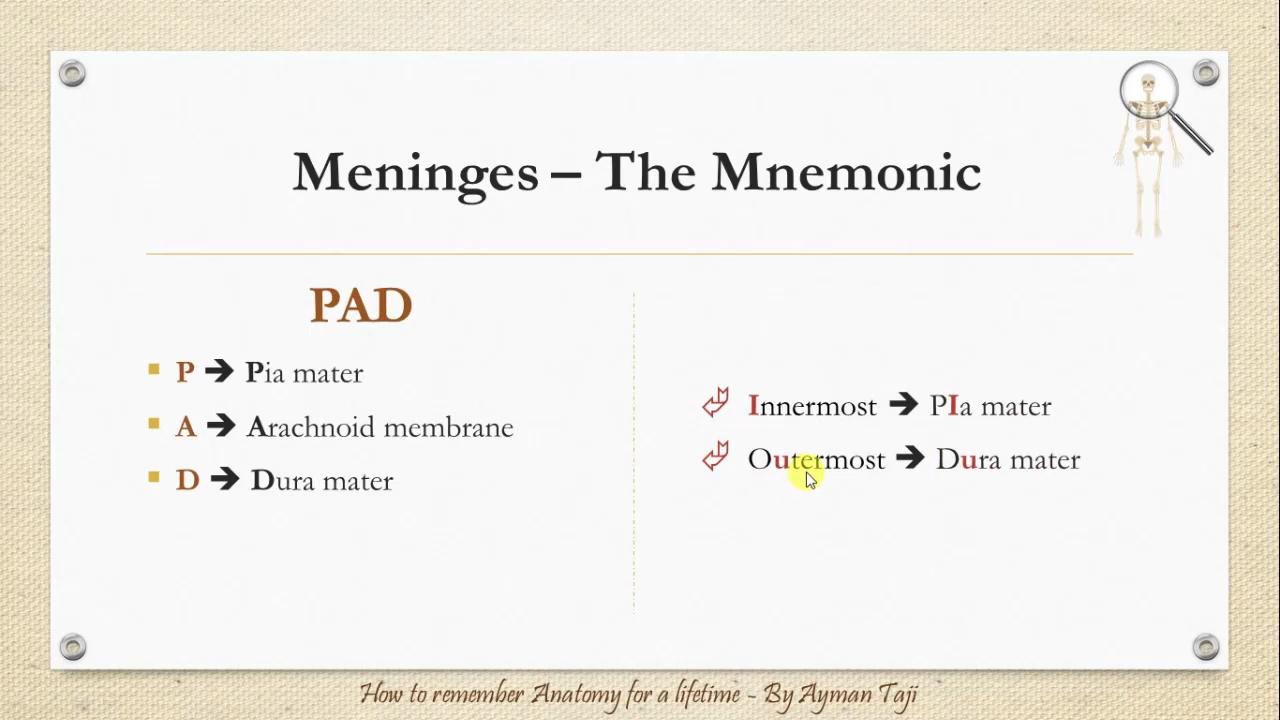 Meninges – The Mnemonic
PAD
P ➔ Pia mater
A ➔ Arachnoid membrane
D ➔ Dura mater
Innermost ➔ PIa mater
Outermost ➔ Dura mater
How to remember Anatomy for a lifetime - By Ayman Taji